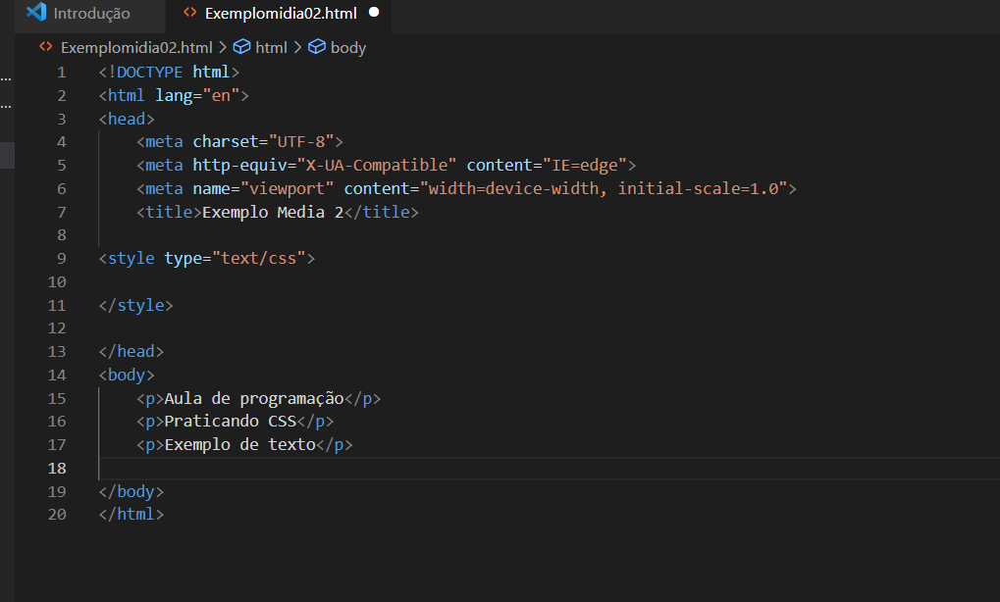 Introdução <> Exemplomidia02.html ●
<> Exemplomidia02.html > html > body
1 <!DOCTYPE html>
2 <html lang="en">
3 <head>
4     <meta charset="UTF-8">
5     <meta http-equiv="X-UA-Compatible" content="IE=edge">
6     <meta name="viewport" content="width=device-width, initial-scale=1.0">
7     <title>Exemplo Media 2</title>
8
9 <style type="text/css">
10
11 </style>
12
13 </head>
14 <body>
15     <p>Aula de programação</p>
16     <p>Praticando CSS</p>
17     <p>Exemplo de texto</p>
18
19 </body>
20 </html>